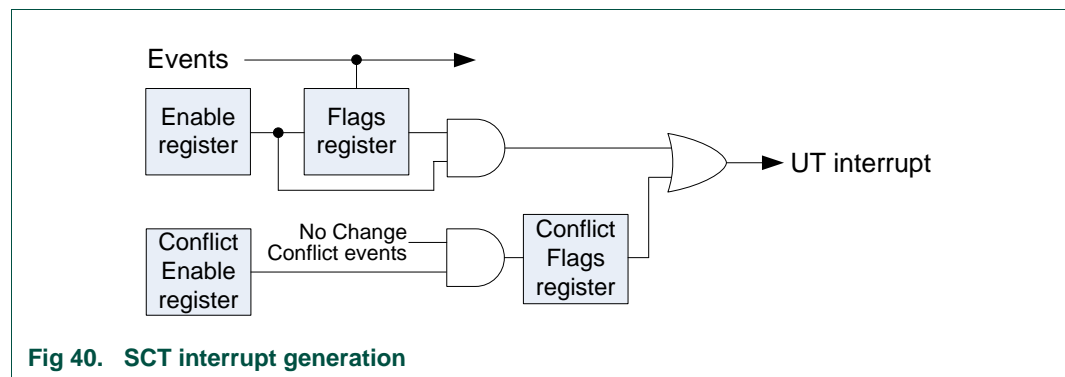 Events
Enable
register
Flags
register
UT interrupt
No Change
Conflict events
Conflict
Enable
register
Conflict
Flags
register
Fig 40. SCT interrupt generation